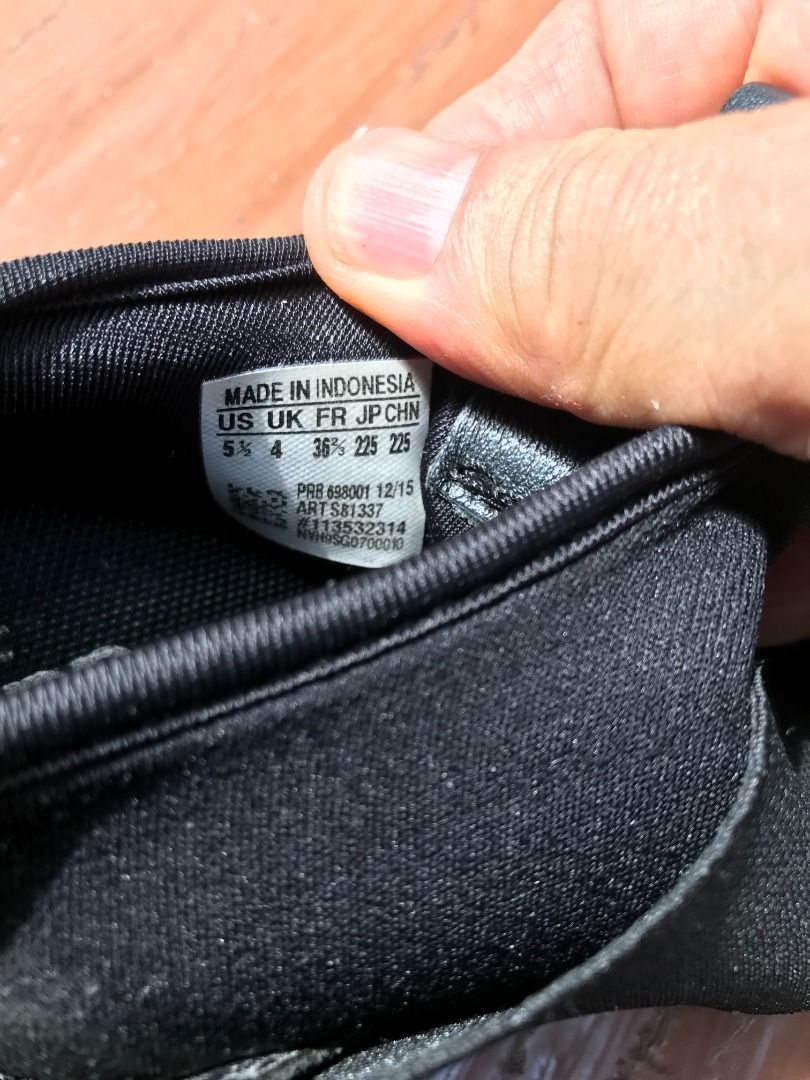 MADE IN INDONESIA
US UK FR JP CHN
5½ 4 36⅔ 225 225
PRB 698001 12/15
ART S81337
#113532314
NVH9SG0700010